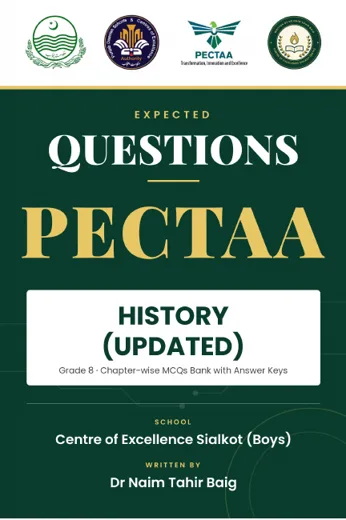 Authority
PECTAA
Transformation, Innovation and Excellence
EXPECTED
QUESTIONS
PECTAA
HISTORY
(UPDATED)
Grade 8 · Chapter-wise MCQs Bank with Answer Keys
SCHOOL
Centre of Excellence Sialkot (Boys)
WRITTEN BY
Dr Naim Tahir Baig